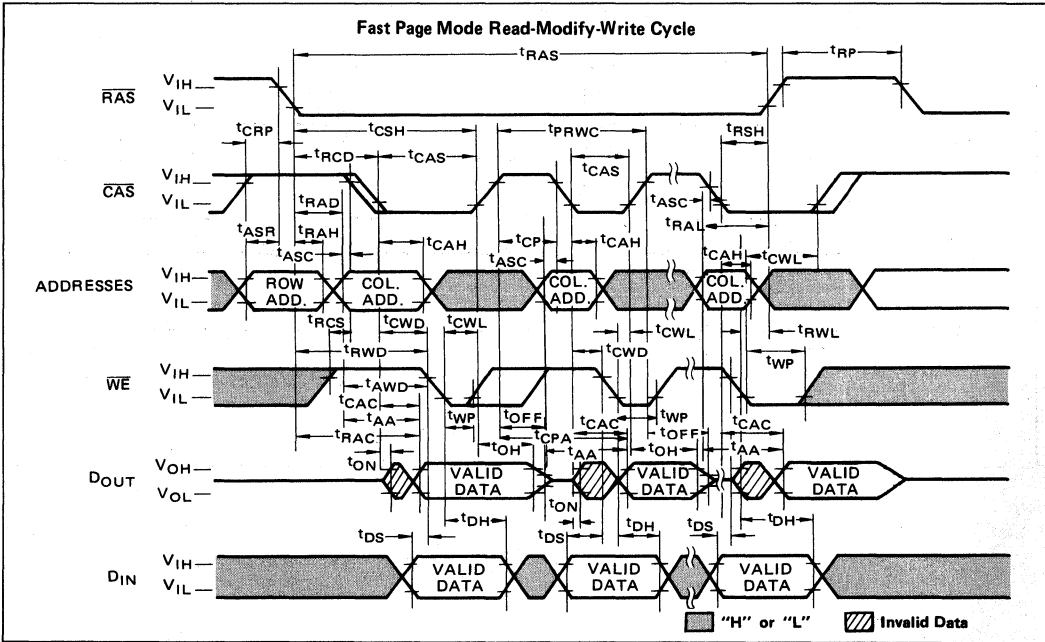 Fast Page Mode Read-Modify-Write Cycle
tRAS
tRP
RAS
VIH
VIL
tCRP
tCSH
tPRWC
tRSH
tRCD
tCAS
tCAS
CAS
VIH
VIL
tASC
tRAD
tRAL
tASR
tRAH
tCAH
tCP
tCAH
tASC
tASC
tCAH
tCWL
ADDRESSES
VIH
VIL
ROW ADD.
COL. ADD.
COL. ADD.
COL. ADD.
tRCS
tCWD
tCWL
tCWL
tRWL
tRWD
tCWD
tWP
WE
VIH
VIL
tAWD
tCAC
tWP
tOFF
tCAC
tWP
tCAC
tAA
tCPA
tOFF
tRAC
tOH
tAA
tOH
tAA
tON
DOUT
VOH
VOL
VALID DATA
VALID DATA
VALID DATA
tON
tDS
tDH
tDS
tDH
tDS
tDH
DIN
VIH
VIL
VALID DATA
VALID DATA
VALID DATA
"H" or "L"
Invalid Data